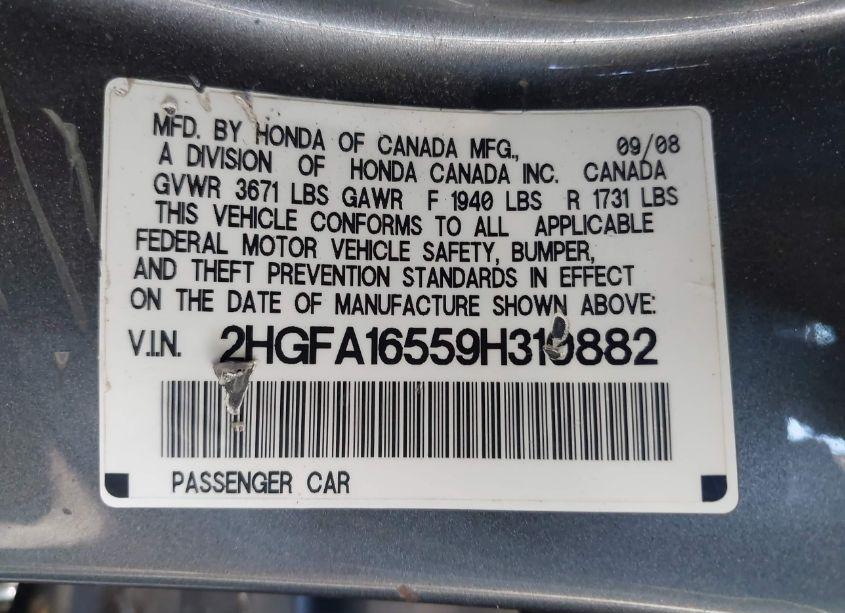 MFD. BY HONDA OF CANADA MFG., 09/08
A DIVISION OF HONDA CANADA INC. CANADA
GVWR 3671 LBS GAWR F 1940 LBS R 1731 LBS
THIS VEHICLE CONFORMS TO ALL APPLICABLE
FEDERAL MOTOR VEHICLE SAFETY, BUMPER,
AND THEFT PREVENTION STANDARDS IN EFFECT
ON THE DATE OF MANUFACTURE SHOWN ABOVE:
V.I.N. 2HGFA16559H310882
PASSENGER CAR